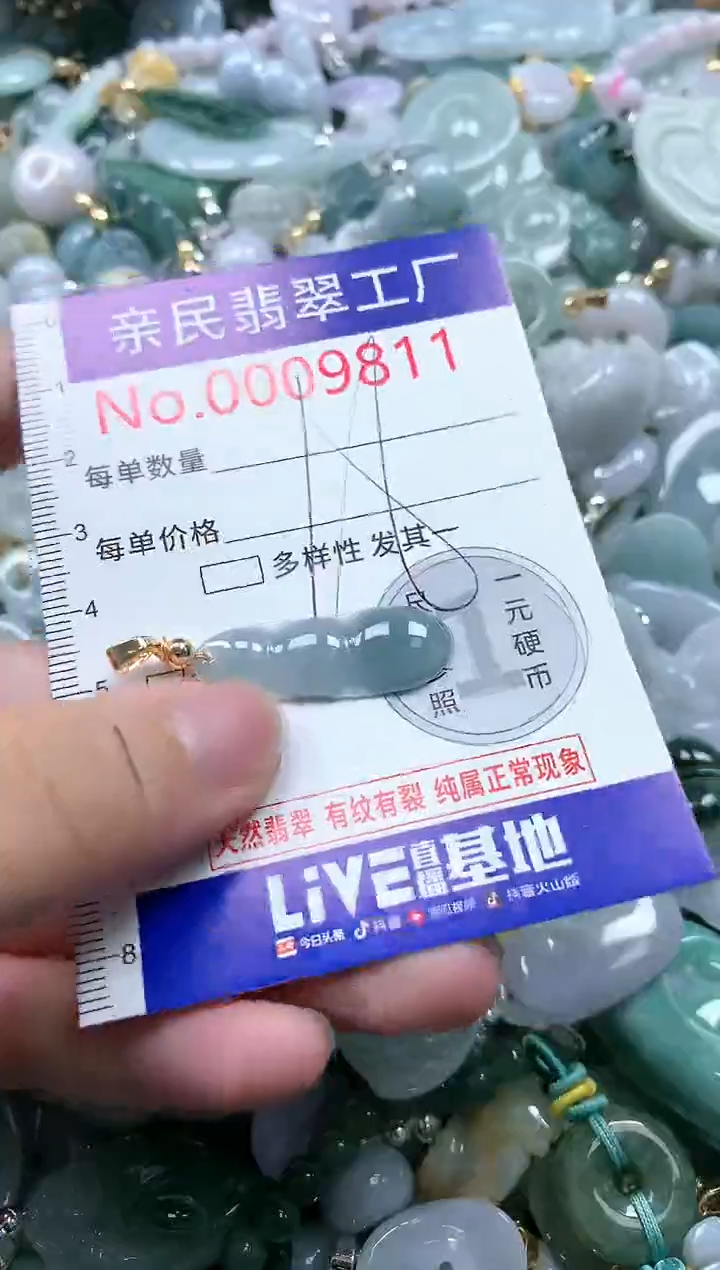 亲民翡翠工厂
No.0009811
每单数量
每单价格
多样性 发其一
一元硬币
照
1
天然翡翠 有纹有裂 纯属正常现象
LiVE直播基地
今日头条 抖音 抖音火山版
0
1
2
3
4
5
8